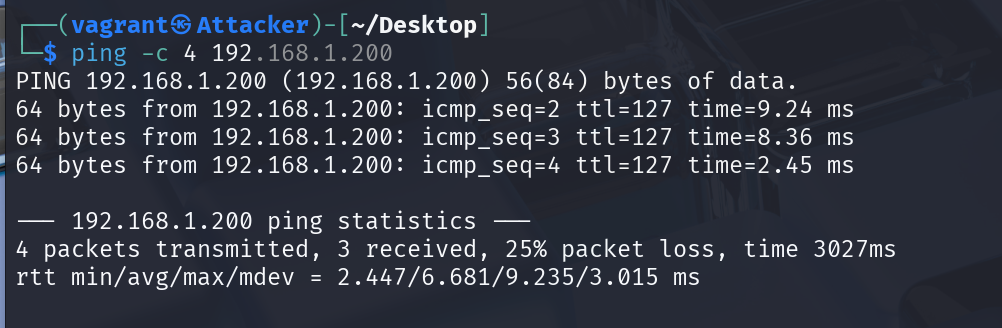 ┌──(vagrant㉿Attacker)-[~/Desktop]
└─$ ping -c 4 192.168.1.200
PING 192.168.1.200 (192.168.1.200) 56(84) bytes of data.
64 bytes from 192.168.1.200: icmp_seq=2 ttl=127 time=9.24 ms
64 bytes from 192.168.1.200: icmp_seq=3 ttl=127 time=8.36 ms
64 bytes from 192.168.1.200: icmp_seq=4 ttl=127 time=2.45 ms
--- 192.168.1.200 ping statistics ---
4 packets transmitted, 3 received, 25% packet loss, time 3027ms
rtt min/avg/max/mdev = 2.447/6.681/9.235/3.015 ms